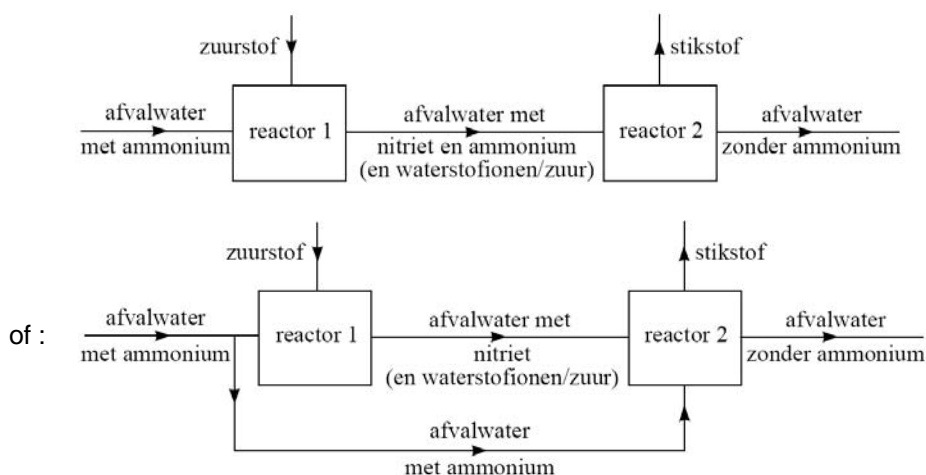 zuurstof
stikstof
afvalwater
met ammonium
reactor 1
afvalwater met
nitriet en ammonium
(en waterstofionen/zuur)
reactor 2
afvalwater
zonder ammonium
of :
zuurstof
stikstof
afvalwater
met ammonium
reactor 1
afvalwater met
nitriet
(en waterstofionen/zuur)
reactor 2
afvalwater
zonder ammonium
afvalwater
met ammonium